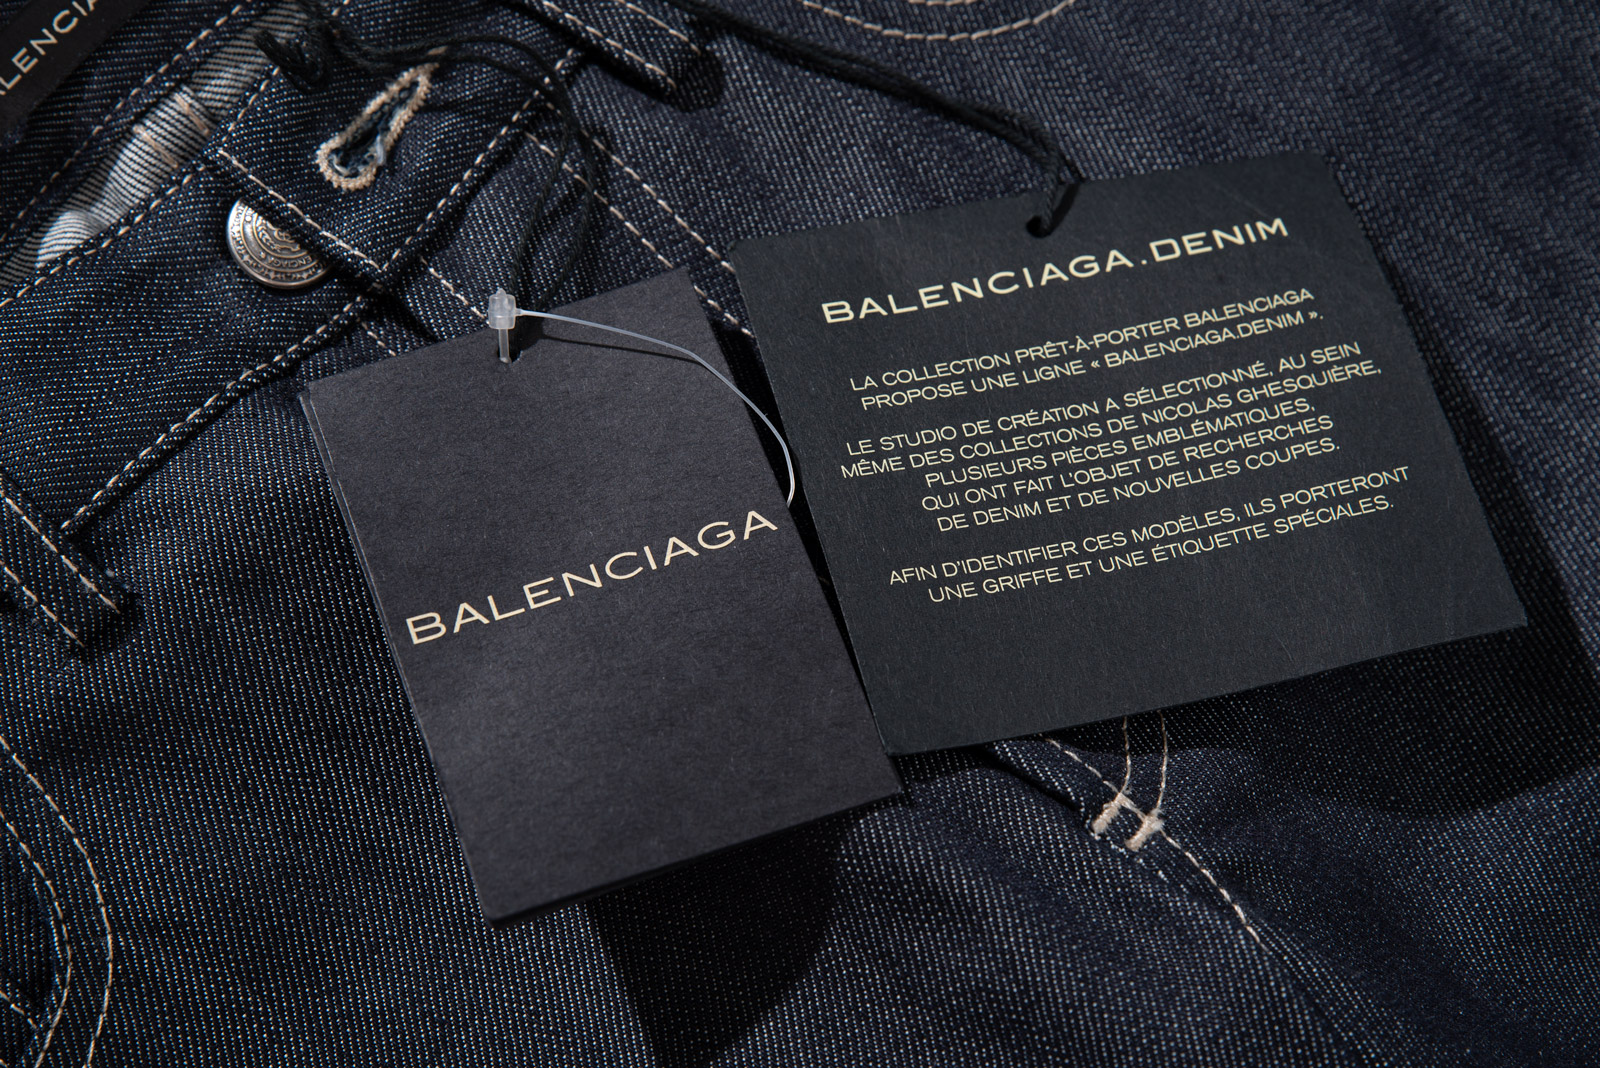 BALENCIAGA
BALENCIAGA
BALENCIAGA.DENIM
LA COLLECTION PRÊT-À-PORTER BALENCIAGA
PROPOSE UNE LIGNE « BALENCIAGA.DENIM ».
LE STUDIO DE CRÉATION A SÉLECTIONNÉ, AU SEIN
MÊME DES COLLECTIONS DE NICOLAS GHESQUIÈRE,
PLUSIEURS PIÈCES EMBLÉMATIQUES,
QUI ONT FAIT L'OBJET DE RECHERCHES
DE DENIM ET DE NOUVELLES COUPES.
AFIN D'IDENTIFIER CES MODÈLES, ILS PORTERONT
UNE GRIFFE ET UNE ÉTIQUETTE SPÉCIALES.